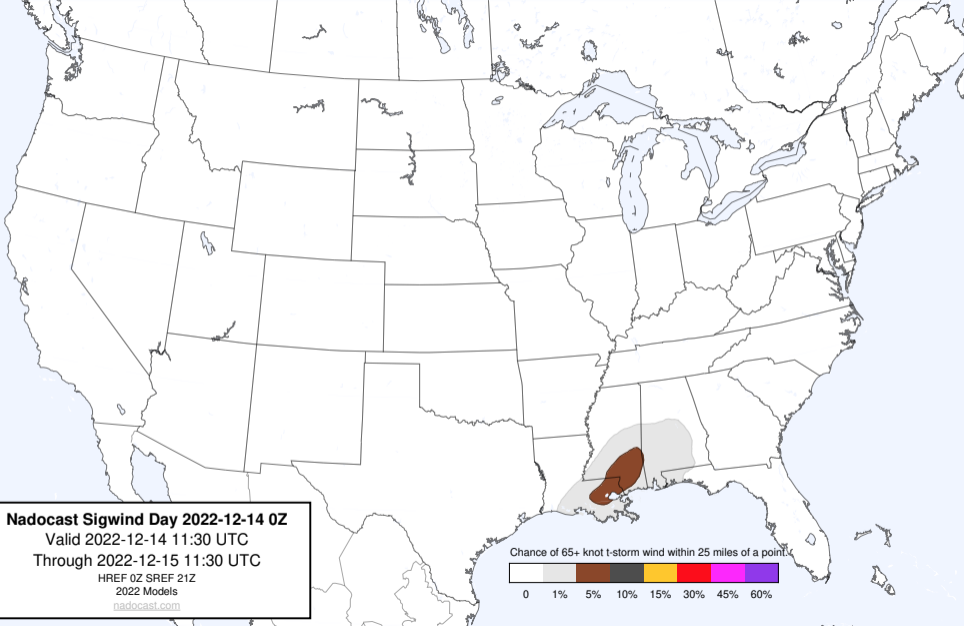 Nadocast Sigwind Day 2022-12-14 0Z
Valid 2022-12-14 11:30 UTC
Through 2022-12-15 11:30 UTC
HREF 0Z SREF 21Z
2022 Models
nadocast.com
Chance of 65+ knot t-storm wind within 25 miles of a point.
0 1% 5% 10% 15% 30% 45% 60%